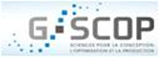 G-SCOP
SCIENCES POUR LA CONCEPTION,
L'OPTIMISATION ET LA PRODUCTION